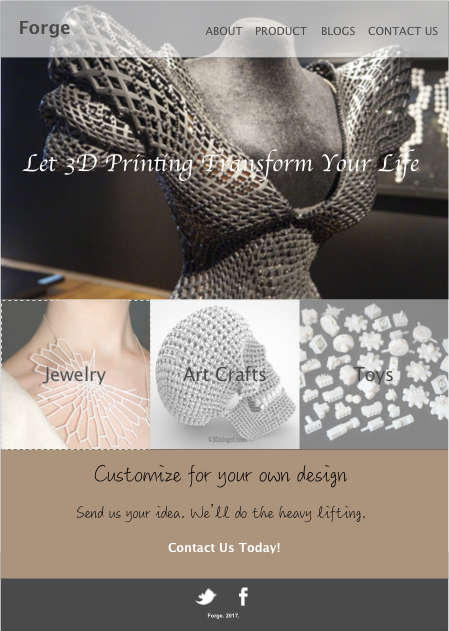 Forge
ABOUT PRODUCT BLOGS CONTACT US
Let 3D Printing Transform Your Life
Jewelry
Art Crafts
Toys
Customize for your own design
Send us your idea. We'll do the heavy lifting.
Contact Us Today!
Forge. 2017.